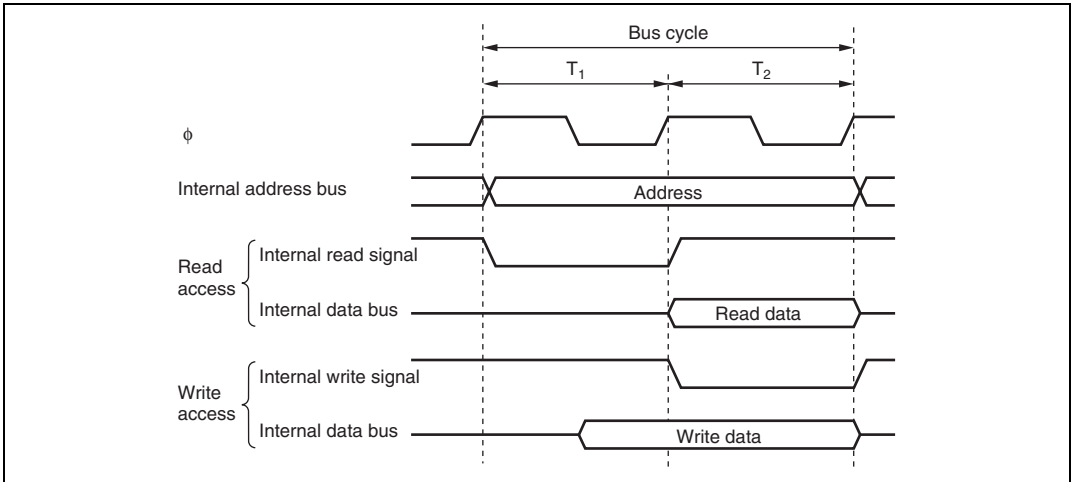 Bus cycle
T₁ T₂
ϕ
Internal address bus Address
Read access Internal read signal
Internal data bus Read data
Write access Internal write signal
Internal data bus Write data